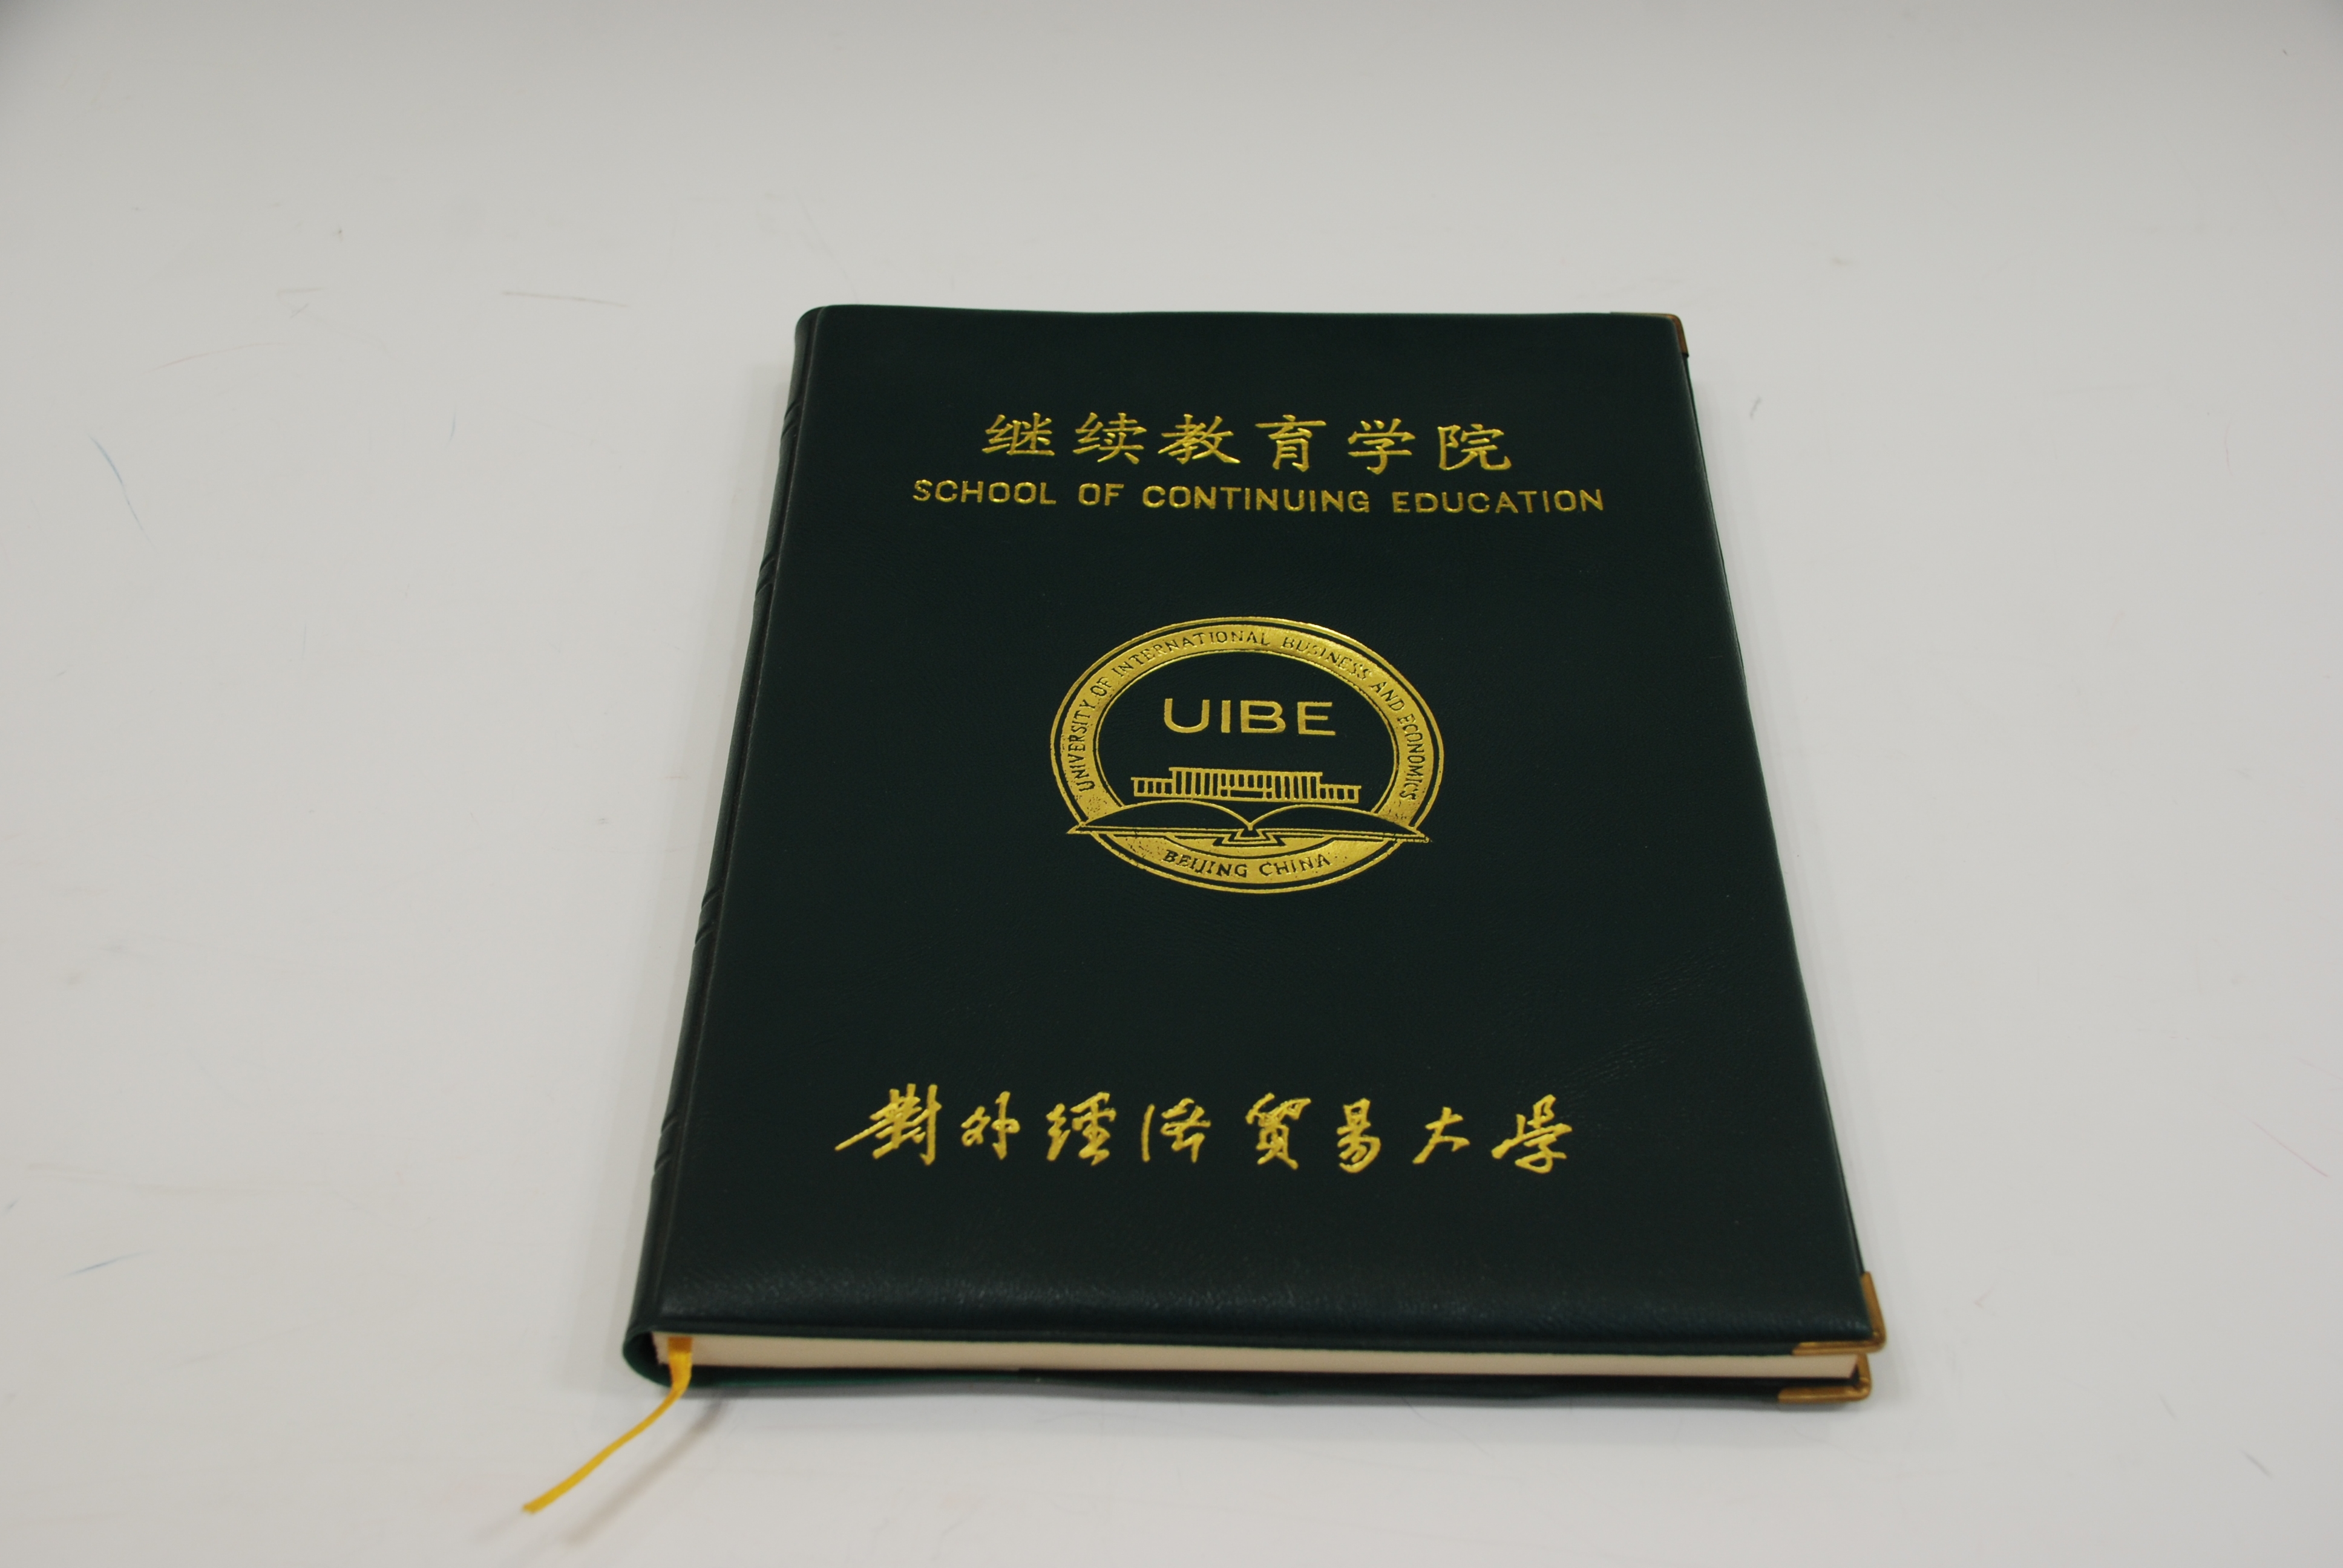 继续教育学院
SCHOOL OF CONTINUING EDUCATION
UNIVERSITY OF INTERNATIONAL BUSINESS AND ECONOMICS
UIBE
BEIJING CHINA
對外經濟貿易大學